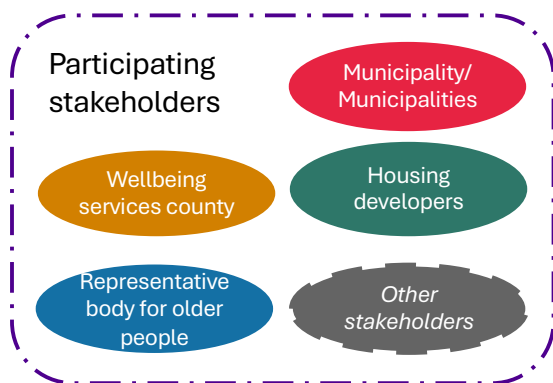 Participating
stakeholders
Municipality/
Municipalities
Wellbeing
services county
Housing
developers
Representative
body for older
people
Other
stakeholders